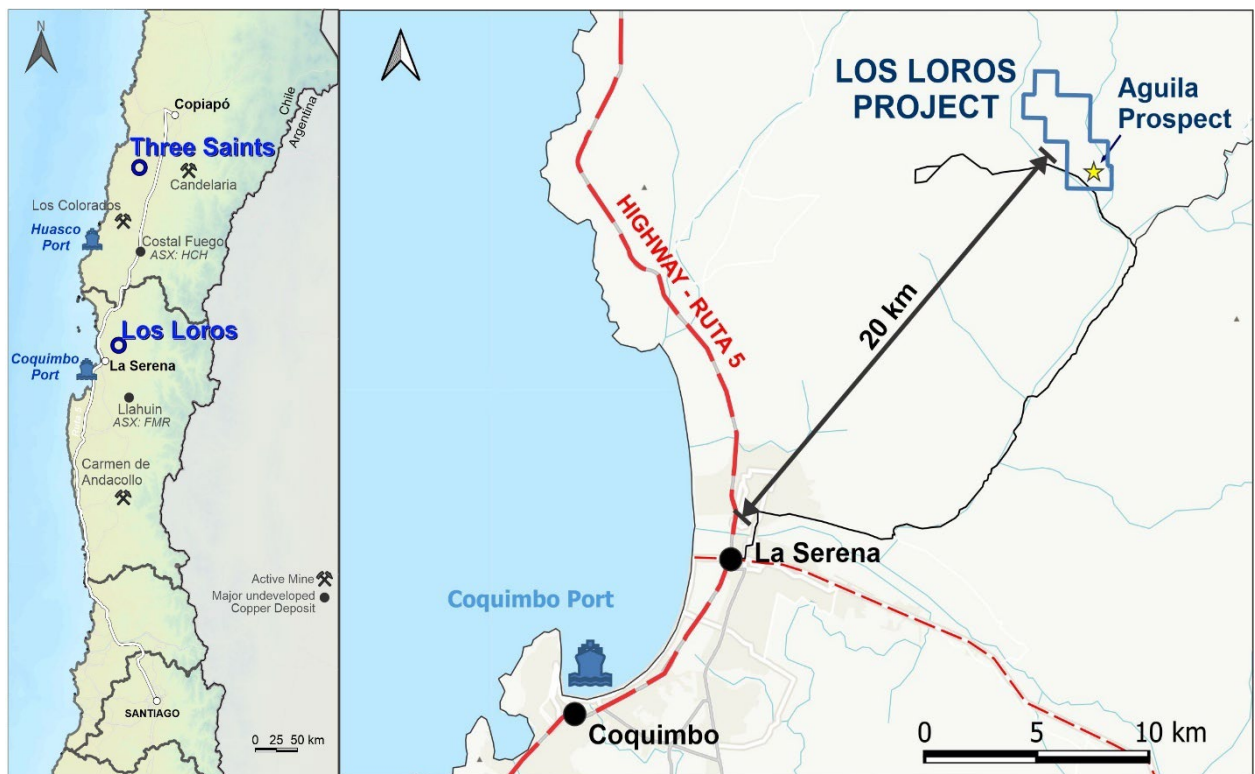 N
Copiapó
Chile
Argentina
Three Saints
Candelaria
Los Colorados
Huasco
Port
Costal Fuego
ASX: HCH
Los Loros
Coquimbo
Port
La Serena
Llahuin
ASX: FMR
Carmen de
Andacollo
Active Mine
Major undeveloped
Copper Deposit
SANTIAGO
0 25 50 km
LOS LOROS
PROJECT
Aguila
Prospect
HIGHWAY - RUTA 5
20 km
La Serena
Coquimbo Port
Coquimbo
0 5 10 km